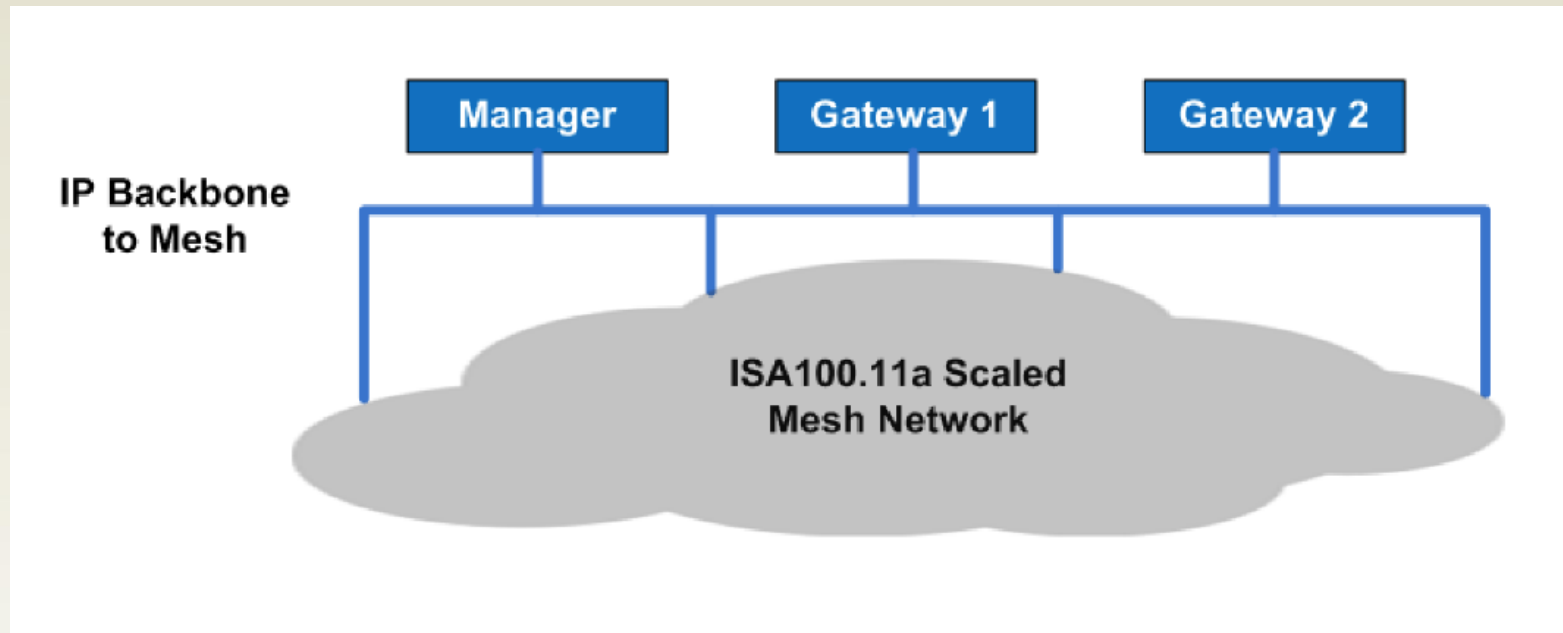 Manager
Gateway 1
Gateway 2
IP Backbone
to Mesh
ISA100.11a Scaled
Mesh Network